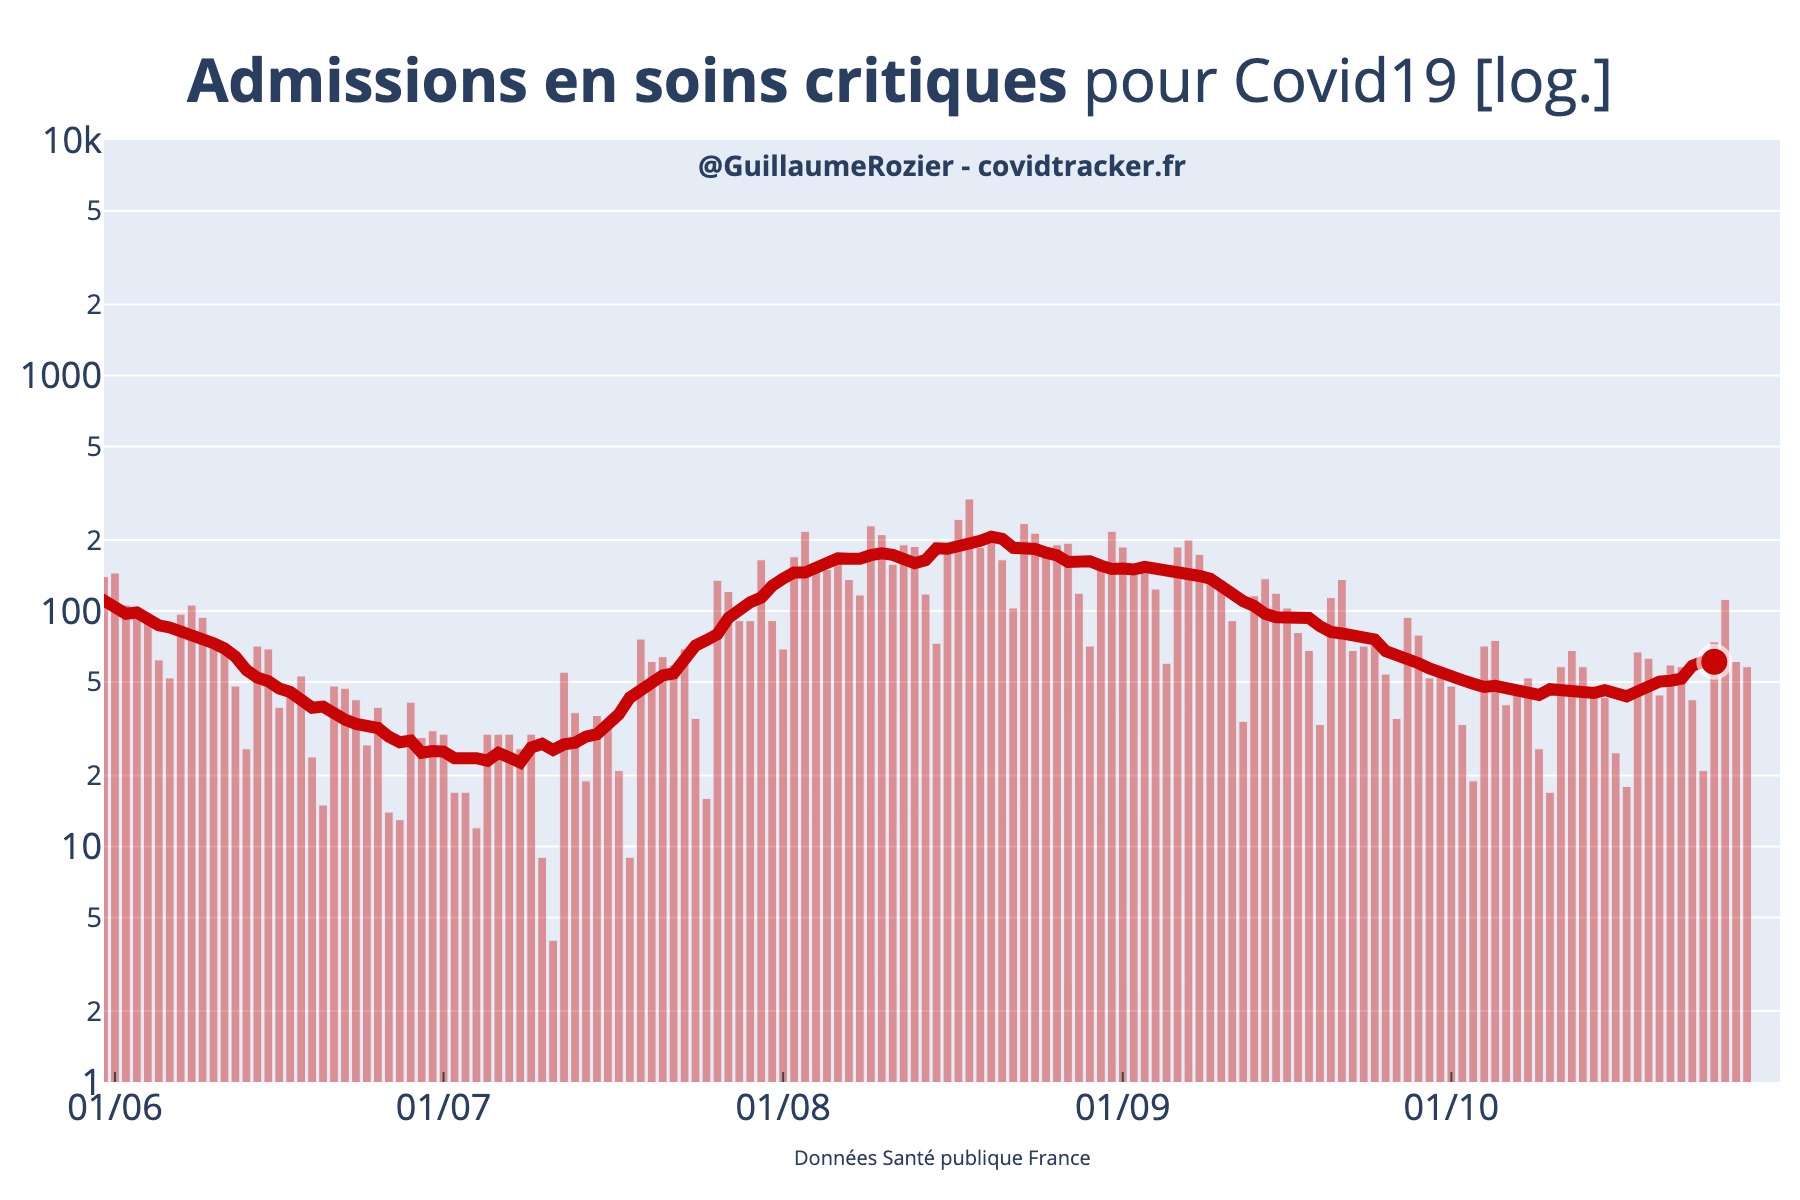 Admissions en soins critiques pour Covid19 [log.]
@GuillaumeRozier - covidtracker.fr
10k
5
2
1000
5
2
100
5
2
10
5
2
1
01/06 01/07 01/08 01/09 01/10
Données Santé publique France